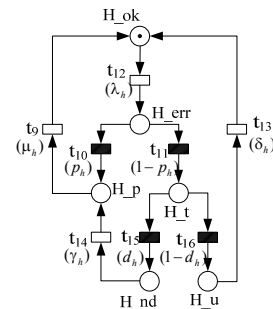 H_ok
t12
(λh)
t9
(μh)
t13
(δh)
H_err
t10
(ph)
t11
(1−ph)
H_p
H_t
t14
(γh)
t15
(dh)
t16
(1−dh)
H_nd
H_u